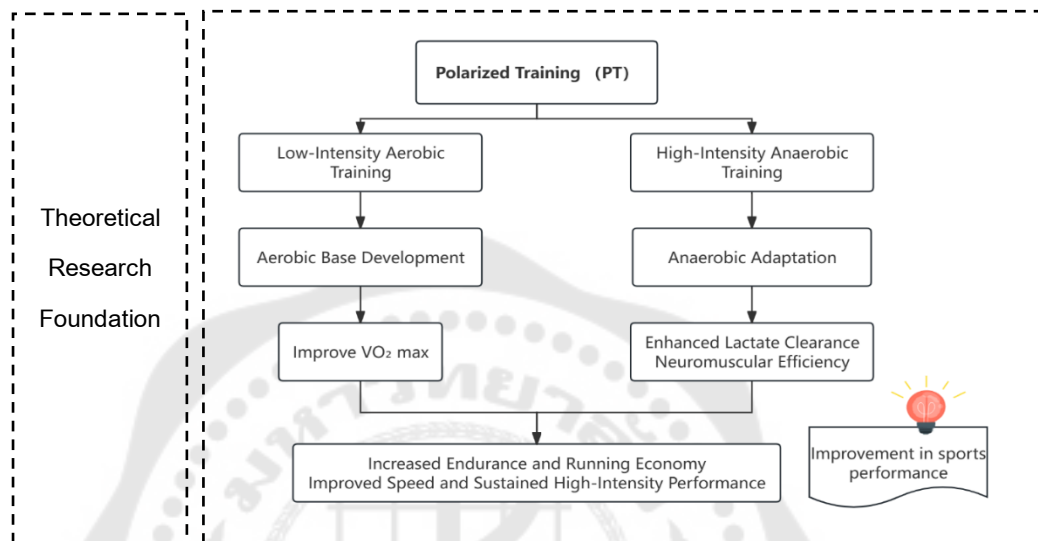 Theoretical
Research
Foundation
Polarized Training （PT）
Low-Intensity Aerobic
Training
High-Intensity Anaerobic
Training
Aerobic Base Development
Anaerobic Adaptation
Improve VO₂ max
Enhanced Lactate Clearance
Neuromuscular Efficiency
Increased Endurance and Running Economy
Improved Speed and Sustained High-Intensity Performance
Improvement in sports
performance